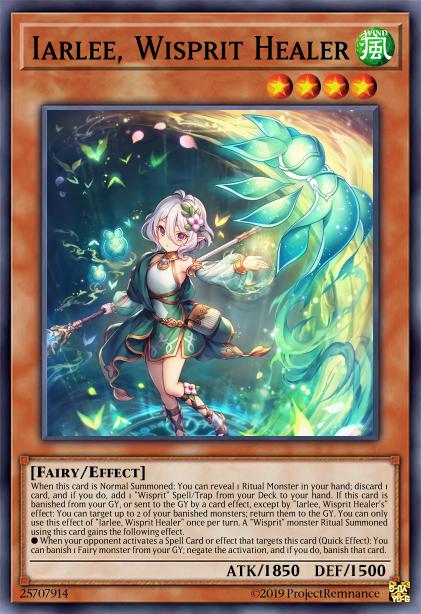 Iarlee, Wisprit Healer
WIND
風
[Fairy/Effect]
When this card is Normal Summoned: You can reveal 1 Ritual Monster in your hand; discard 1
card, and if you do, add 1 "Wisprit" Spell/Trap from your Deck to your hand. If this card is
banished from your GY, or sent to the GY by a card effect, except by "Iarlee, Wisprit Healer's"
effect: You can target up to 2 of your banished monsters; return them to the GY. You can only
use this effect of "Iarlee, Wisprit Healer" once per turn. A "Wisprit" monster Ritual Summoned
using this card gains the following effect.
● When your opponent activates a Spell Card or effect that targets this card (Quick Effect): You
can banish 1 Fairy monster from your GY; negate the activation, and if you do, banish that card.
ATK/1850 DEF/1500
25707914
©2019 ProjectRemnance